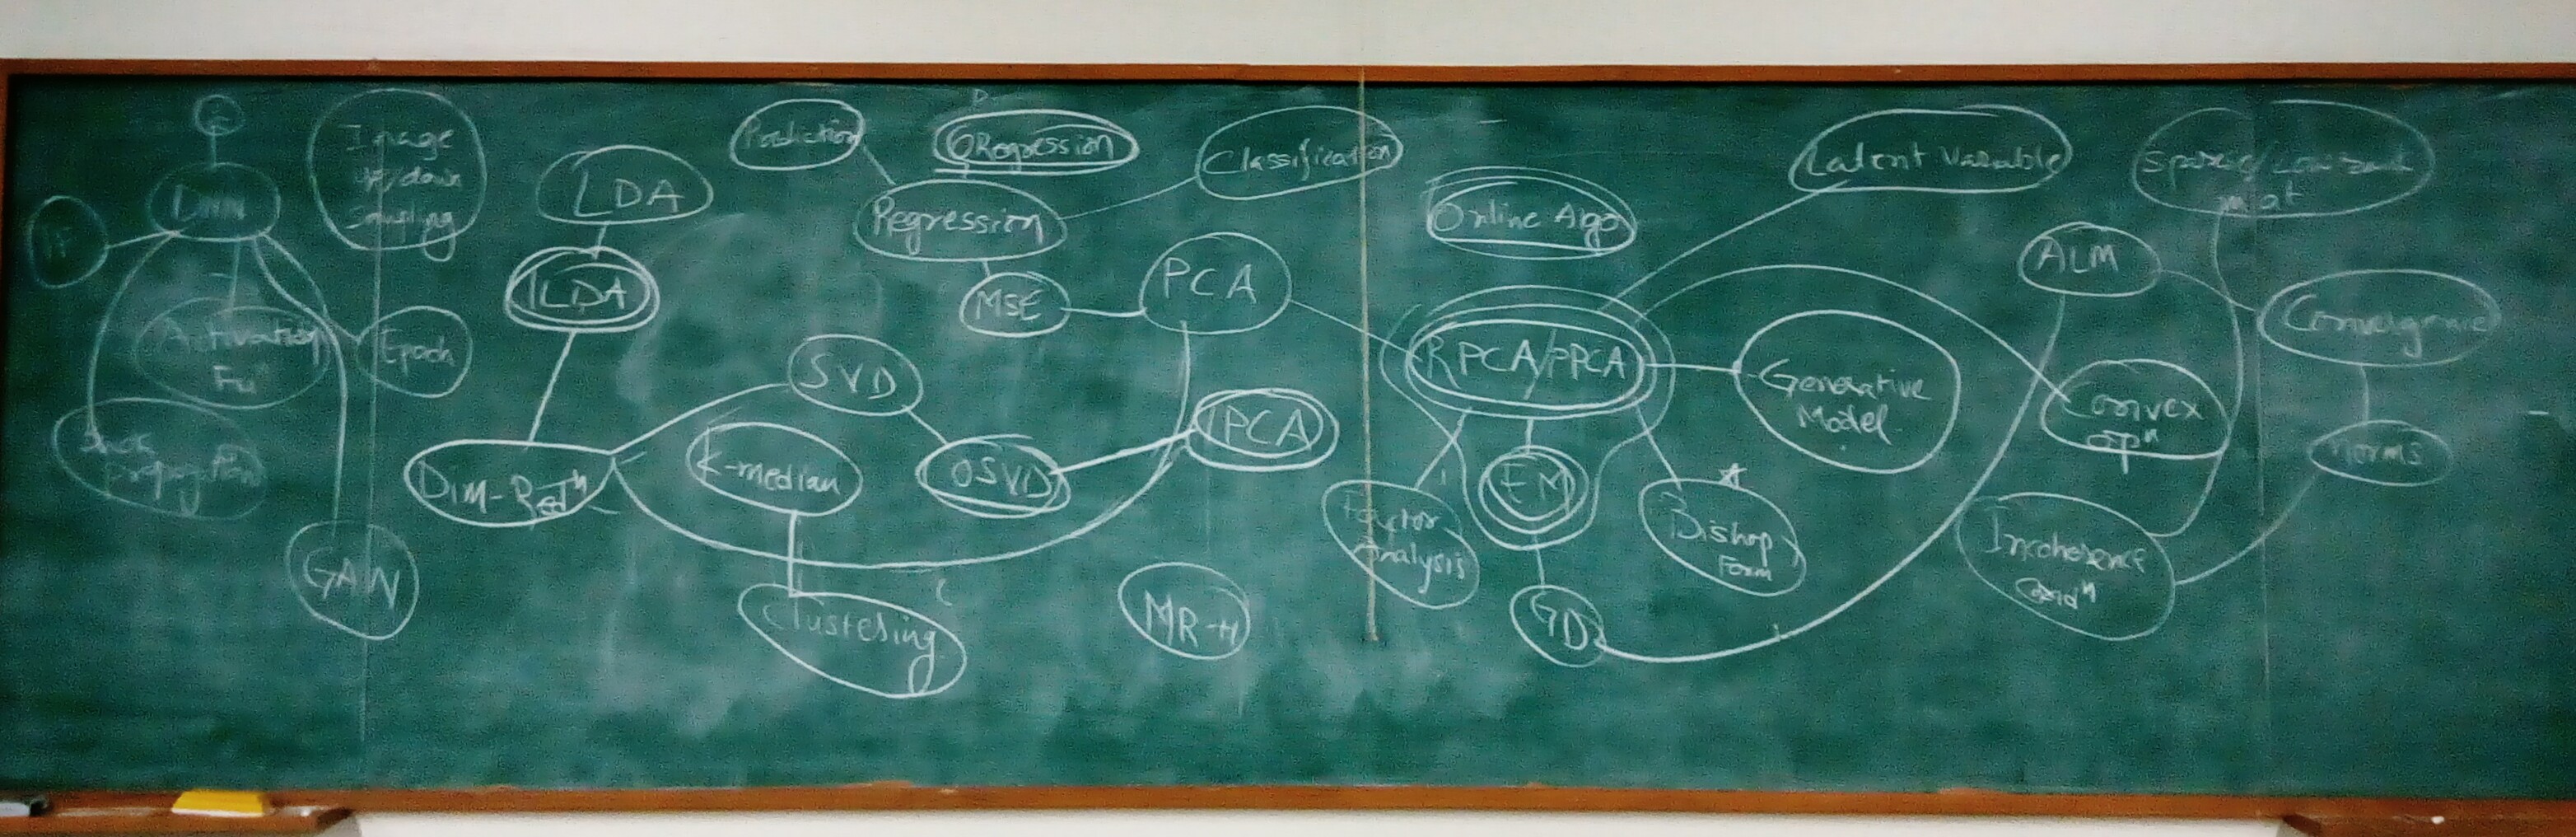 DNN
Image
up/down
Sampling
IF
Activation
Fuⁿ
Epoch
Back
propagation
GAIN
LDA
ILDA
Dim-Redⁿ
Prediction
ORegression
Classification
Regression
MSE
PCA
SVD
K-median
OSVD
IPCA
Clustering
MR-H
Online Algo
Latent Variable
RPCA/PPCA
Generative
Model
Factor
Analysis
EM
Bishop
Form
GD
Sparse/Low rank
mat
ALM
Convergence
Convex
OPⁿ
norms
Incoherence
Condⁿ